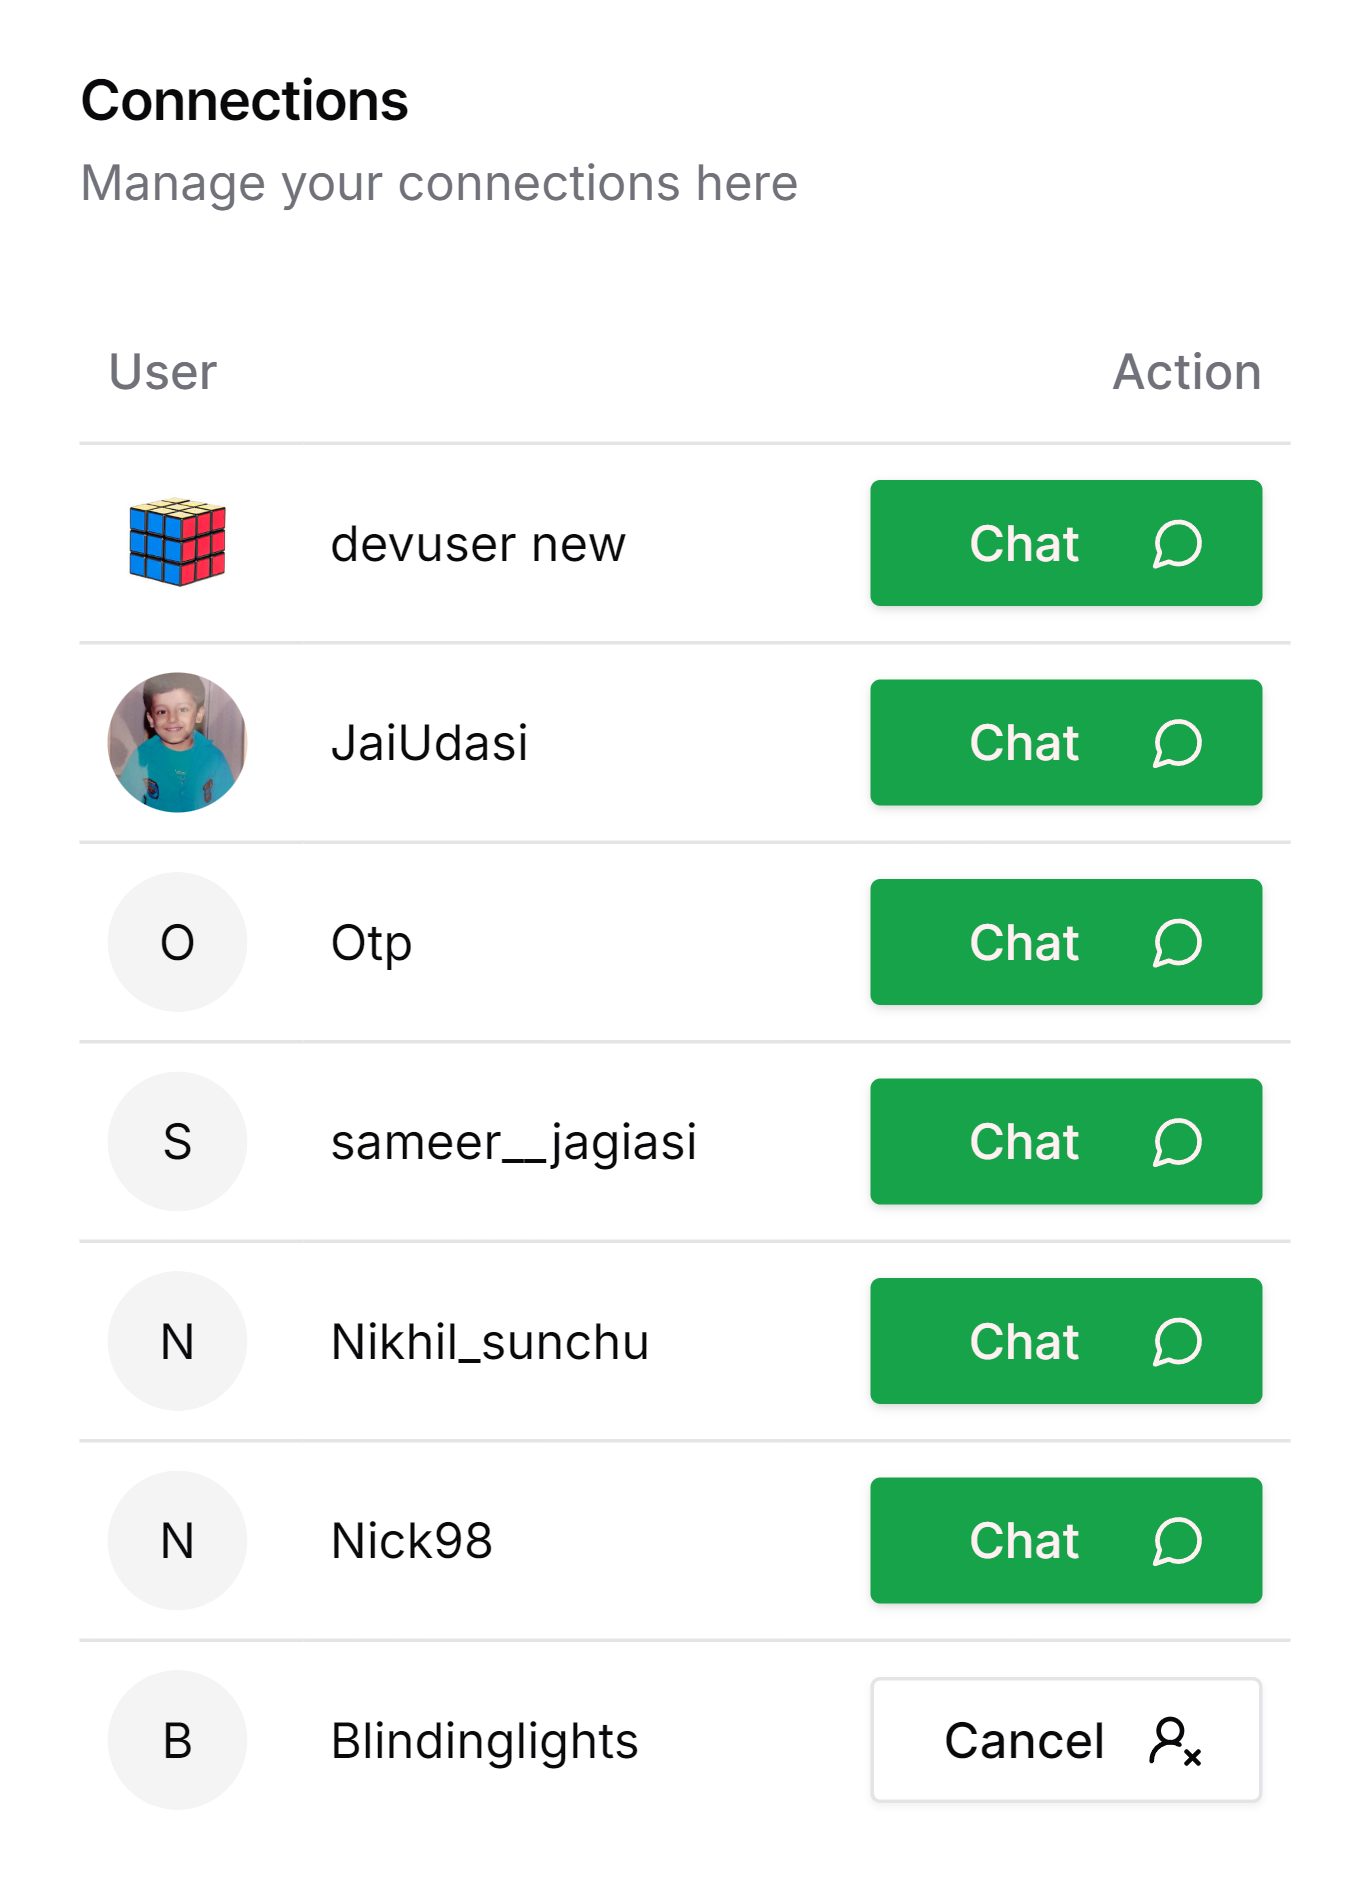 Connections
Manage your connections here
User Action
devuser new Chat
JaiUdasi Chat
O Otp Chat
S sameer__jagiasi Chat
N Nikhil_sunchu Chat
N Nick98 Chat
B Blindinglights Cancel